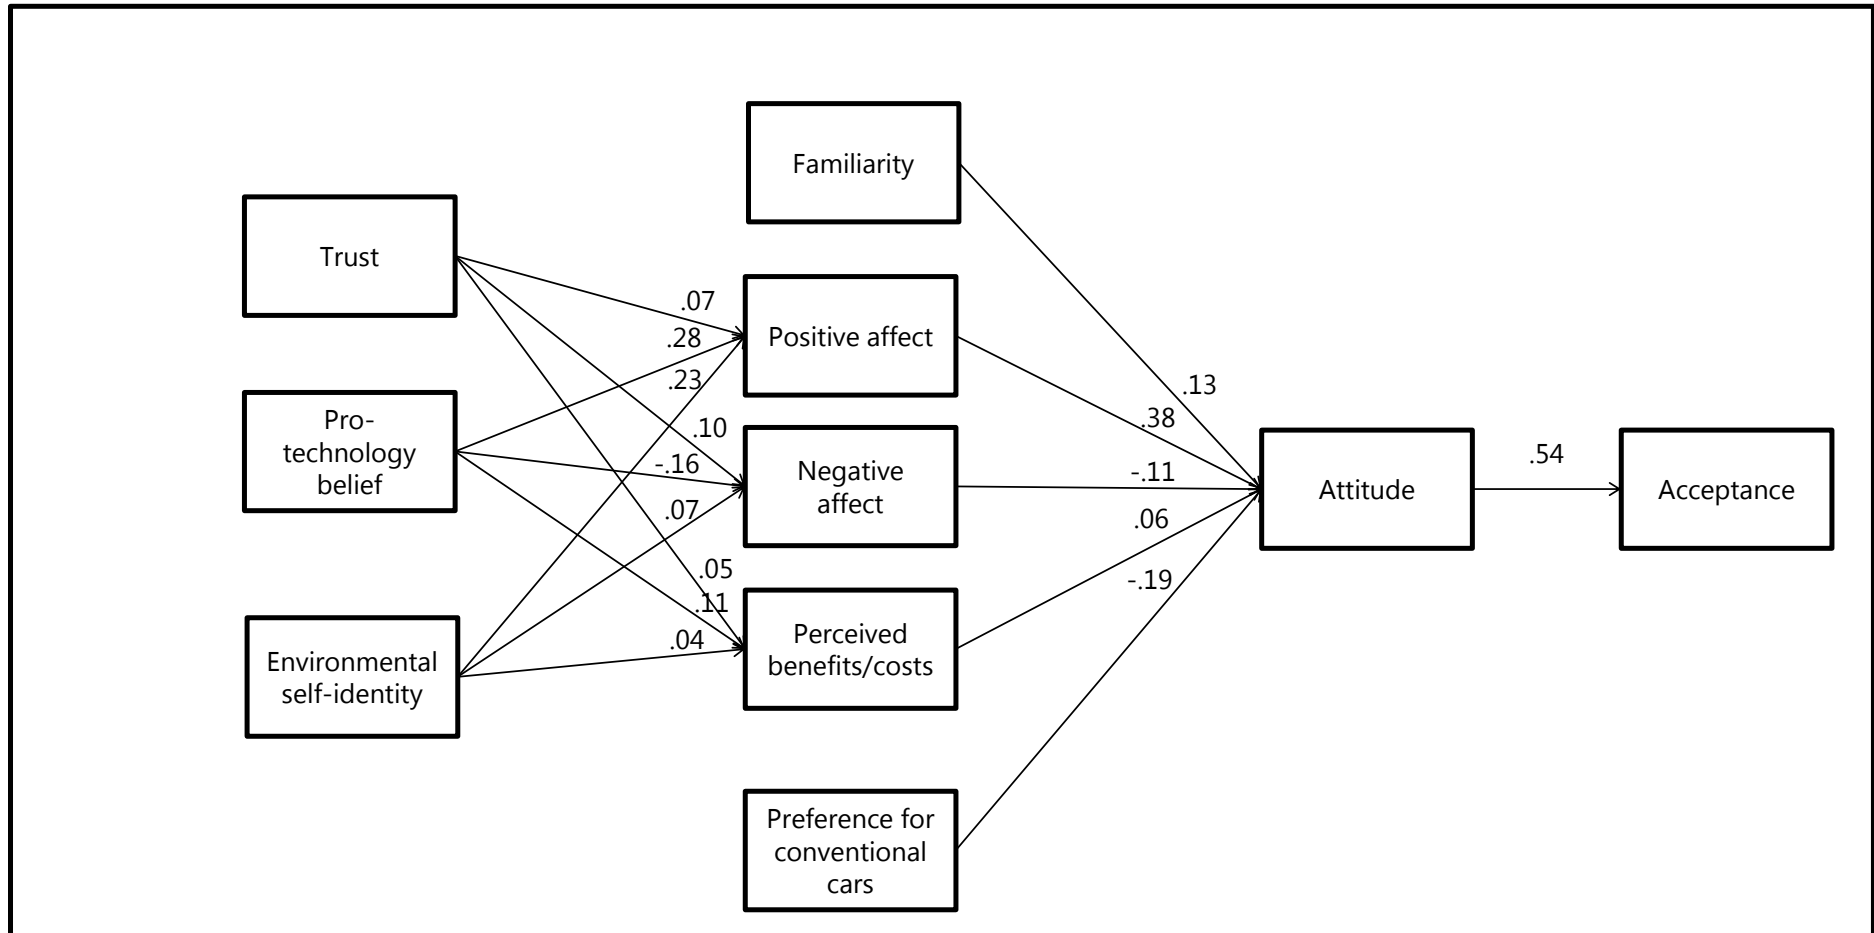 Familiarity
Trust
.07
.28
Positive affect
.23
.13
.38
Pro-
technology
belief
.10
-.16
Negative
affect
-.11
.54
Attitude
Acceptance
.07
.06
.05
.11
-.19
.04
Perceived
benefits/costs
Environmental
self-identity
Preference for
conventional
cars